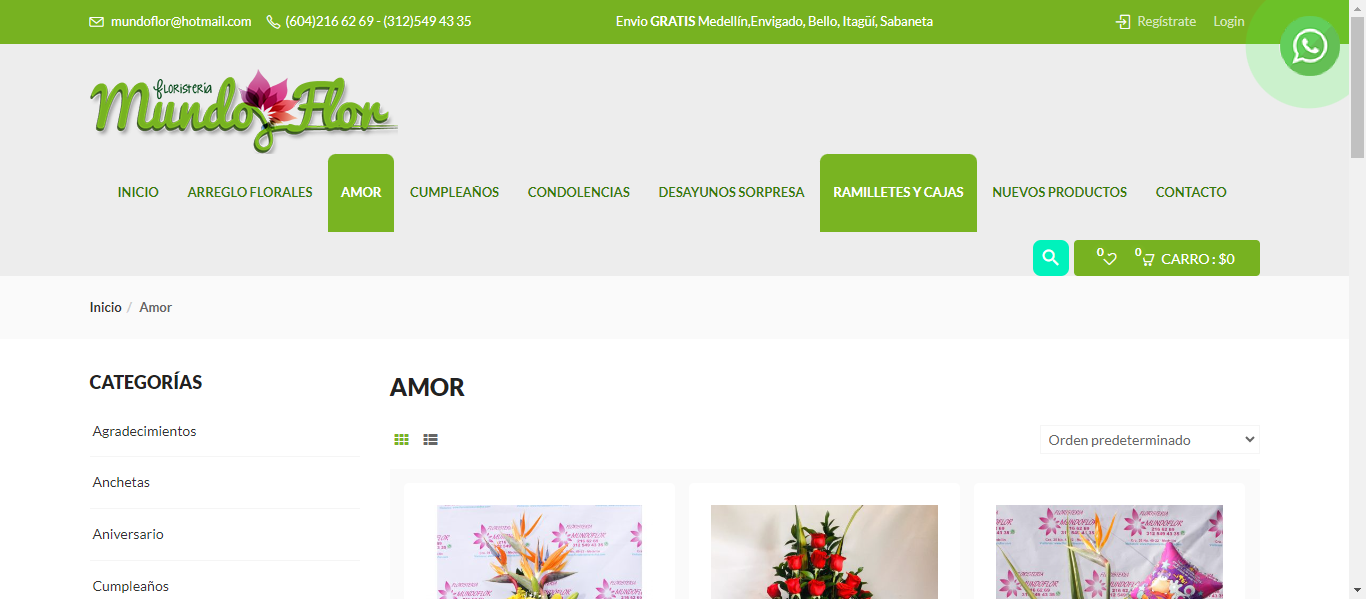 mundoflor@hotmail.com (604)216 62 69 - (312)549 43 35 Envio GRATIS Medellín,Envigado, Bello, Itagüí, Sabaneta Regístrate Login
FLORISTERIA
Mundo Flor
INICIO ARREGLO FLORALES AMOR CUMPLEAÑOS CONDOLENCIAS DESAYUNOS SORPRESA RAMILLETES Y CAJAS NUEVOS PRODUCTOS CONTACTO
0 0 CARRO : $0
Inicio / Amor
CATEGORÍAS
Agradecimientos
Anchetas
Aniversario
Cumpleaños
AMOR
Orden predeterminado